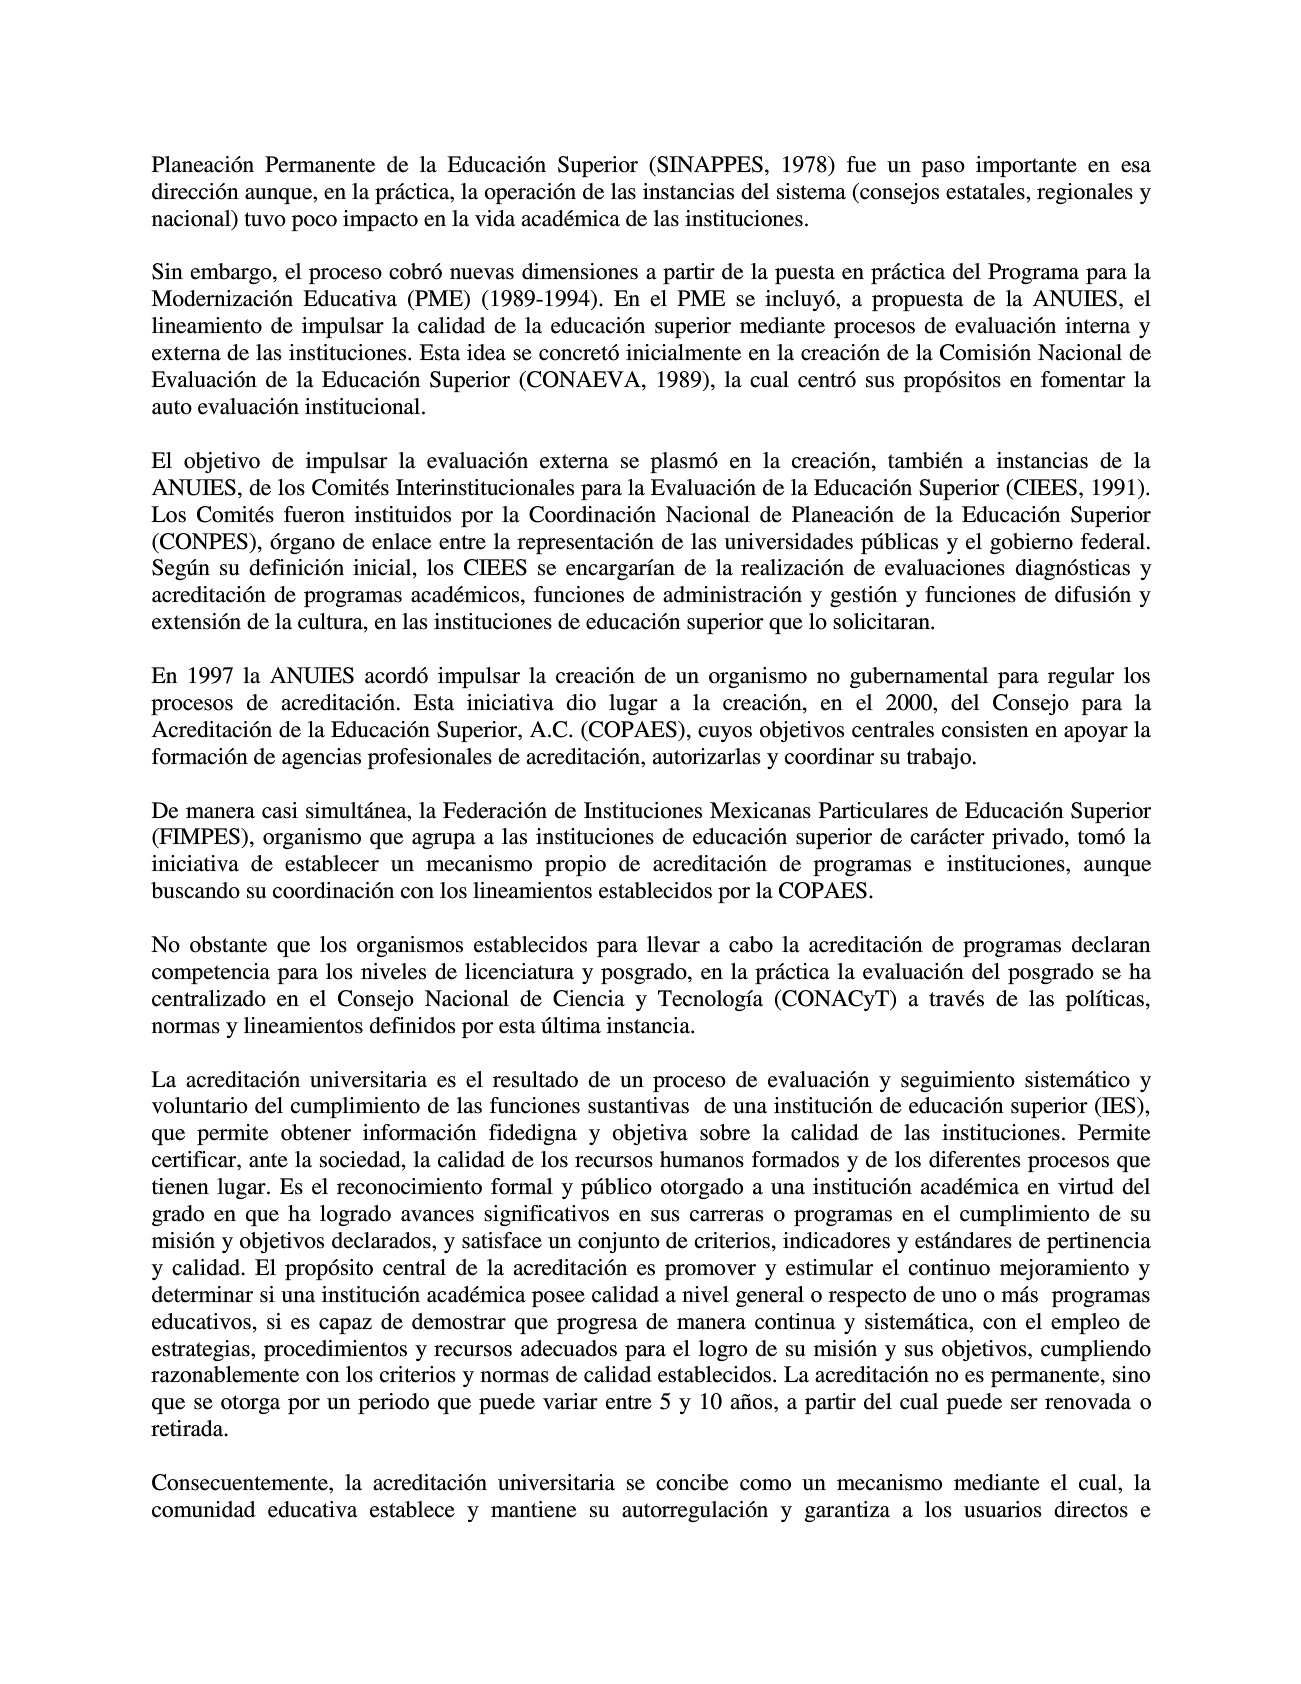 Planeación Permanente de la Educación Superior (SINAPPES, 1978) fue un paso importante en esa
dirección aunque, en la práctica, la operación de las instancias del sistema (consejos estatales, regionales y
nacional) tuvo poco impacto en la vida académica de las instituciones.
Sin embargo, el proceso cobró nuevas dimensiones a partir de la puesta en práctica del Programa para la
Modernización Educativa (PME) (1989-1994). En el PME se incluyó, a propuesta de la ANUIES, el
lineamiento de impulsar la calidad de la educación superior mediante procesos de evaluación interna y
externa de las instituciones. Esta idea se concretó inicialmente en la creación de la Comisión Nacional de
Evaluación de la Educación Superior (CONAEVA, 1989), la cual centró sus propósitos en fomentar la
auto evaluación institucional.
El objetivo de impulsar la evaluación externa se plasmó en la creación, también a instancias de la
ANUIES, de los Comités Interinstitucionales para la Evaluación de la Educación Superior (CIEES, 1991).
Los Comités fueron instituidos por la Coordinación Nacional de Planeación de la Educación Superior
(CONPES), órgano de enlace entre la representación de las universidades públicas y el gobierno federal.
Según su definición inicial, los CIEES se encargarían de la realización de evaluaciones diagnósticas y
acreditación de programas académicos, funciones de administración y gestión y funciones de difusión y
extensión de la cultura, en las instituciones de educación superior que lo solicitaran.
En 1997 la ANUIES acordó impulsar la creación de un organismo no gubernamental para regular los
procesos de acreditación. Esta iniciativa dio lugar a la creación, en el 2000, del Consejo para la
Acreditación de la Educación Superior, A.C. (COPAES), cuyos objetivos centrales consisten en apoyar la
formación de agencias profesionales de acreditación, autorizarlas y coordinar su trabajo.
De manera casi simultánea, la Federación de Instituciones Mexicanas Particulares de Educación Superior
(FIMPES), organismo que agrupa a las instituciones de educación superior de carácter privado, tomó la
iniciativa de establecer un mecanismo propio de acreditación de programas e instituciones, aunque
buscando su coordinación con los lineamientos establecidos por la COPAES.
No obstante que los organismos establecidos para llevar a cabo la acreditación de programas declaran
competencia para los niveles de licenciatura y posgrado, en la práctica la evaluación del posgrado se ha
centralizado en el Consejo Nacional de Ciencia y Tecnología (CONACyT) a través de las políticas,
normas y lineamientos definidos por esta última instancia.
La acreditación universitaria es el resultado de un proceso de evaluación y seguimiento sistemático y
voluntario del cumplimiento de las funciones sustantivas de una institución de educación superior (IES),
que permite obtener información fidedigna y objetiva sobre la calidad de las instituciones. Permite
certificar, ante la sociedad, la calidad de los recursos humanos formados y de los diferentes procesos que
tienen lugar. Es el reconocimiento formal y público otorgado a una institución académica en virtud del
grado en que ha logrado avances significativos en sus carreras o programas en el cumplimiento de su
misión y objetivos declarados, y satisface un conjunto de criterios, indicadores y estándares de pertinencia
y calidad. El propósito central de la acreditación es promover y estimular el continuo mejoramiento y
determinar si una institución académica posee calidad a nivel general o respecto de uno o más programas
educativos, si es capaz de demostrar que progresa de manera continua y sistemática, con el empleo de
estrategias, procedimientos y recursos adecuados para el logro de su misión y sus objetivos, cumpliendo
razonablemente con los criterios y normas de calidad establecidos. La acreditación no es permanente, sino
que se otorga por un periodo que puede variar entre 5 y 10 años, a partir del cual puede ser renovada o
retirada.
Consecuentemente, la acreditación universitaria se concibe como un mecanismo mediante el cual, la
comunidad educativa establece y mantiene su autorregulación y garantiza a los usuarios directos e